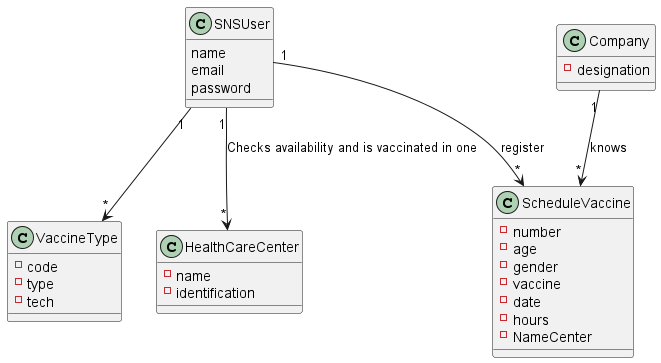 C SNSUser
name
email
password
C Company
designation
1
1
1
1
Checks availability and is vaccinated in one
register
knows
*
*
*
*
C VaccineType
code
type
tech
C HealthCareCenter
name
identification
C ScheduleVaccine
number
age
gender
vaccine
date
hours
NameCenter